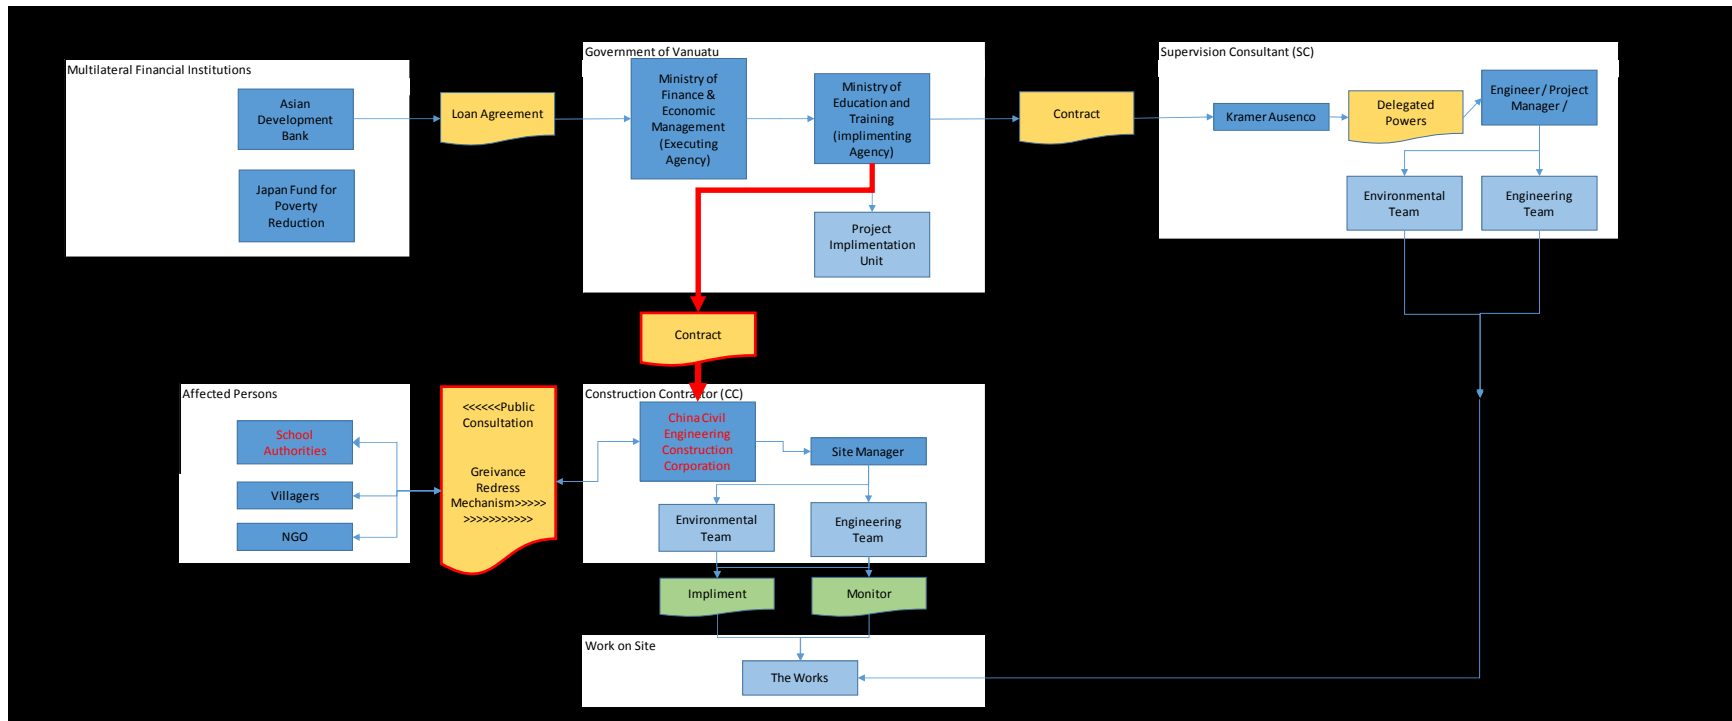 Multilateral Financial Institutions
Asian
Development
Bank
Japan Fund for
Poverty
Reduction
Loan Agreement
Government of Vanuatu
Ministry of
Finance &
Economic
Management
(Executing
Agency)
Ministry of
Education and
Training
(implimenting
Agency)
Project
Implimentation
Unit
Contract
Supervision Consultant (SC)
Kramer Ausenco
Delegated
Powers
Engineer / Project
Manager /
Environmental
Team
Engineering
Team
Contract
Affected Persons
School
Authorities
Villagers
NGO
<<<<<<Public
Consultation
Greivance
Redress
Mechanism>>>>>
>>>>>>>>>>>
Construction Contractor (CC)
China Civil
Engineering
Construction
Corporation
Site Manager
Environmental
Team
Engineering
Team
Impliment
Monitor
Work on Site
The Works